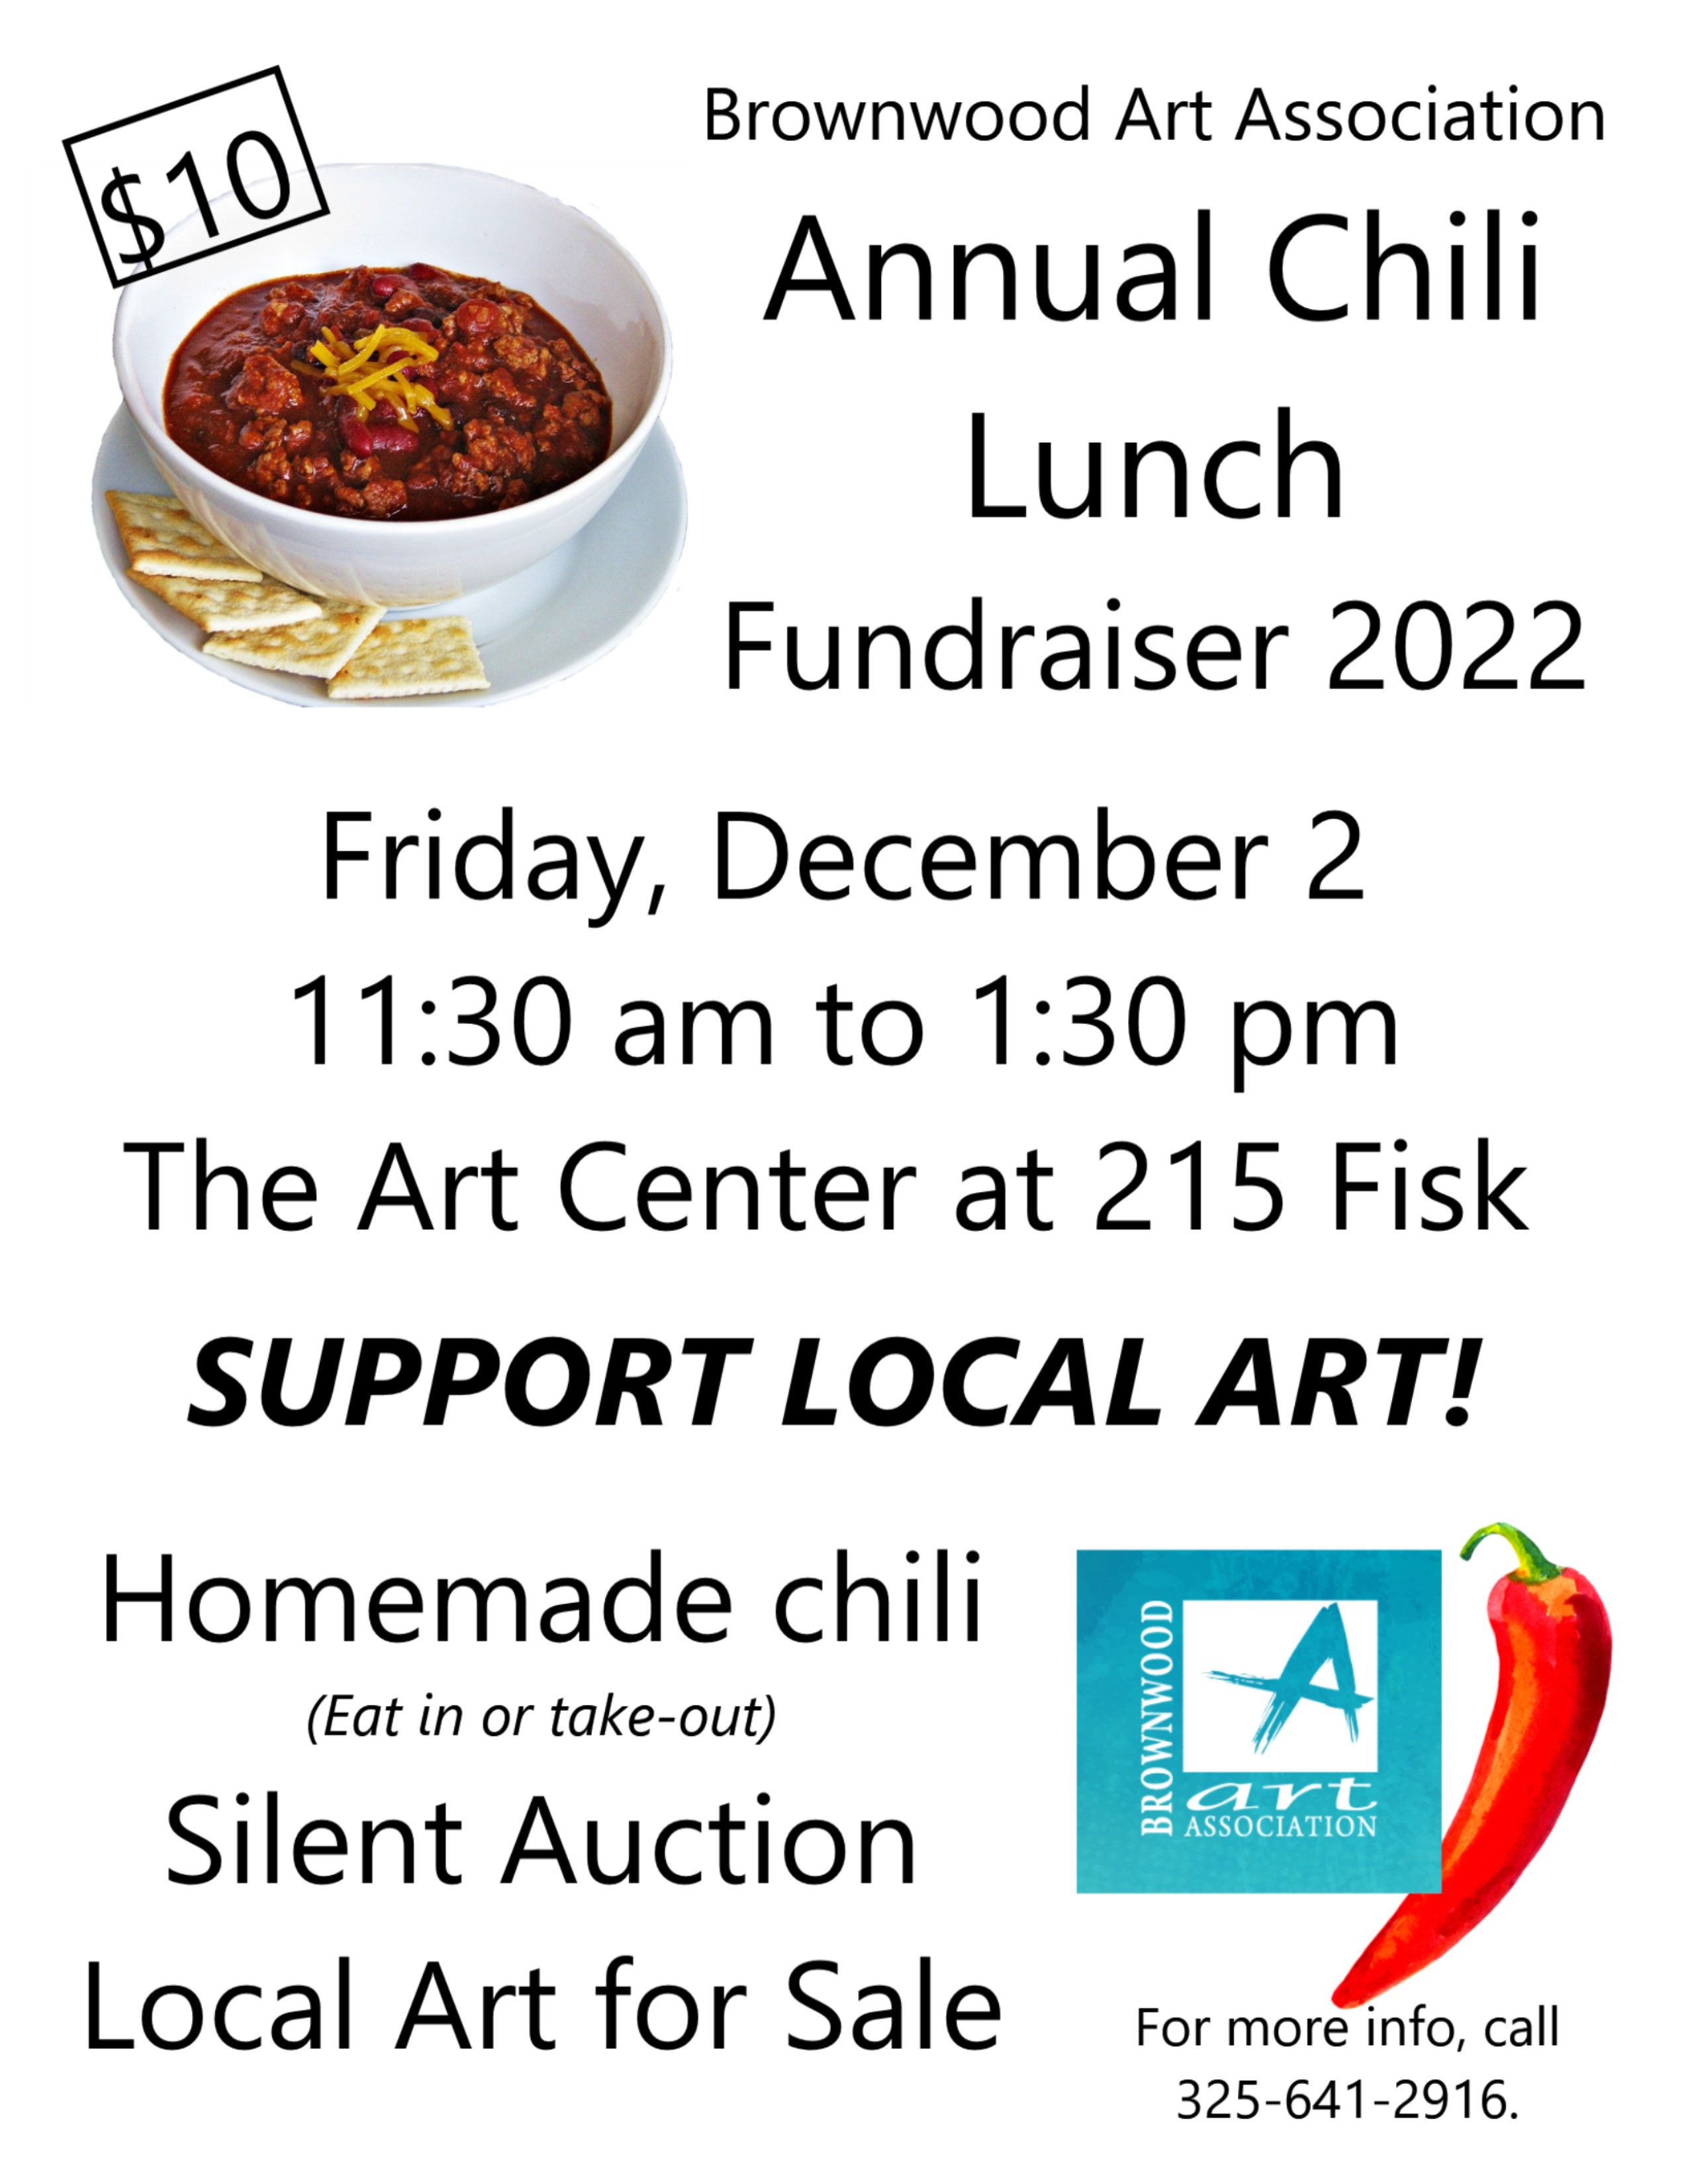 $10
Brownwood Art Association
Annual Chili
Lunch
Fundraiser 2022
Friday, December 2
11:30 am to 1:30 pm
The Art Center at 215 Fisk
SUPPORT LOCAL ART!
Homemade chili
(Eat in or take-out)
Silent Auction
Local Art for Sale
BROWNWOOD
A
art
ASSOCIATION
For more info, call
325-641-2916.